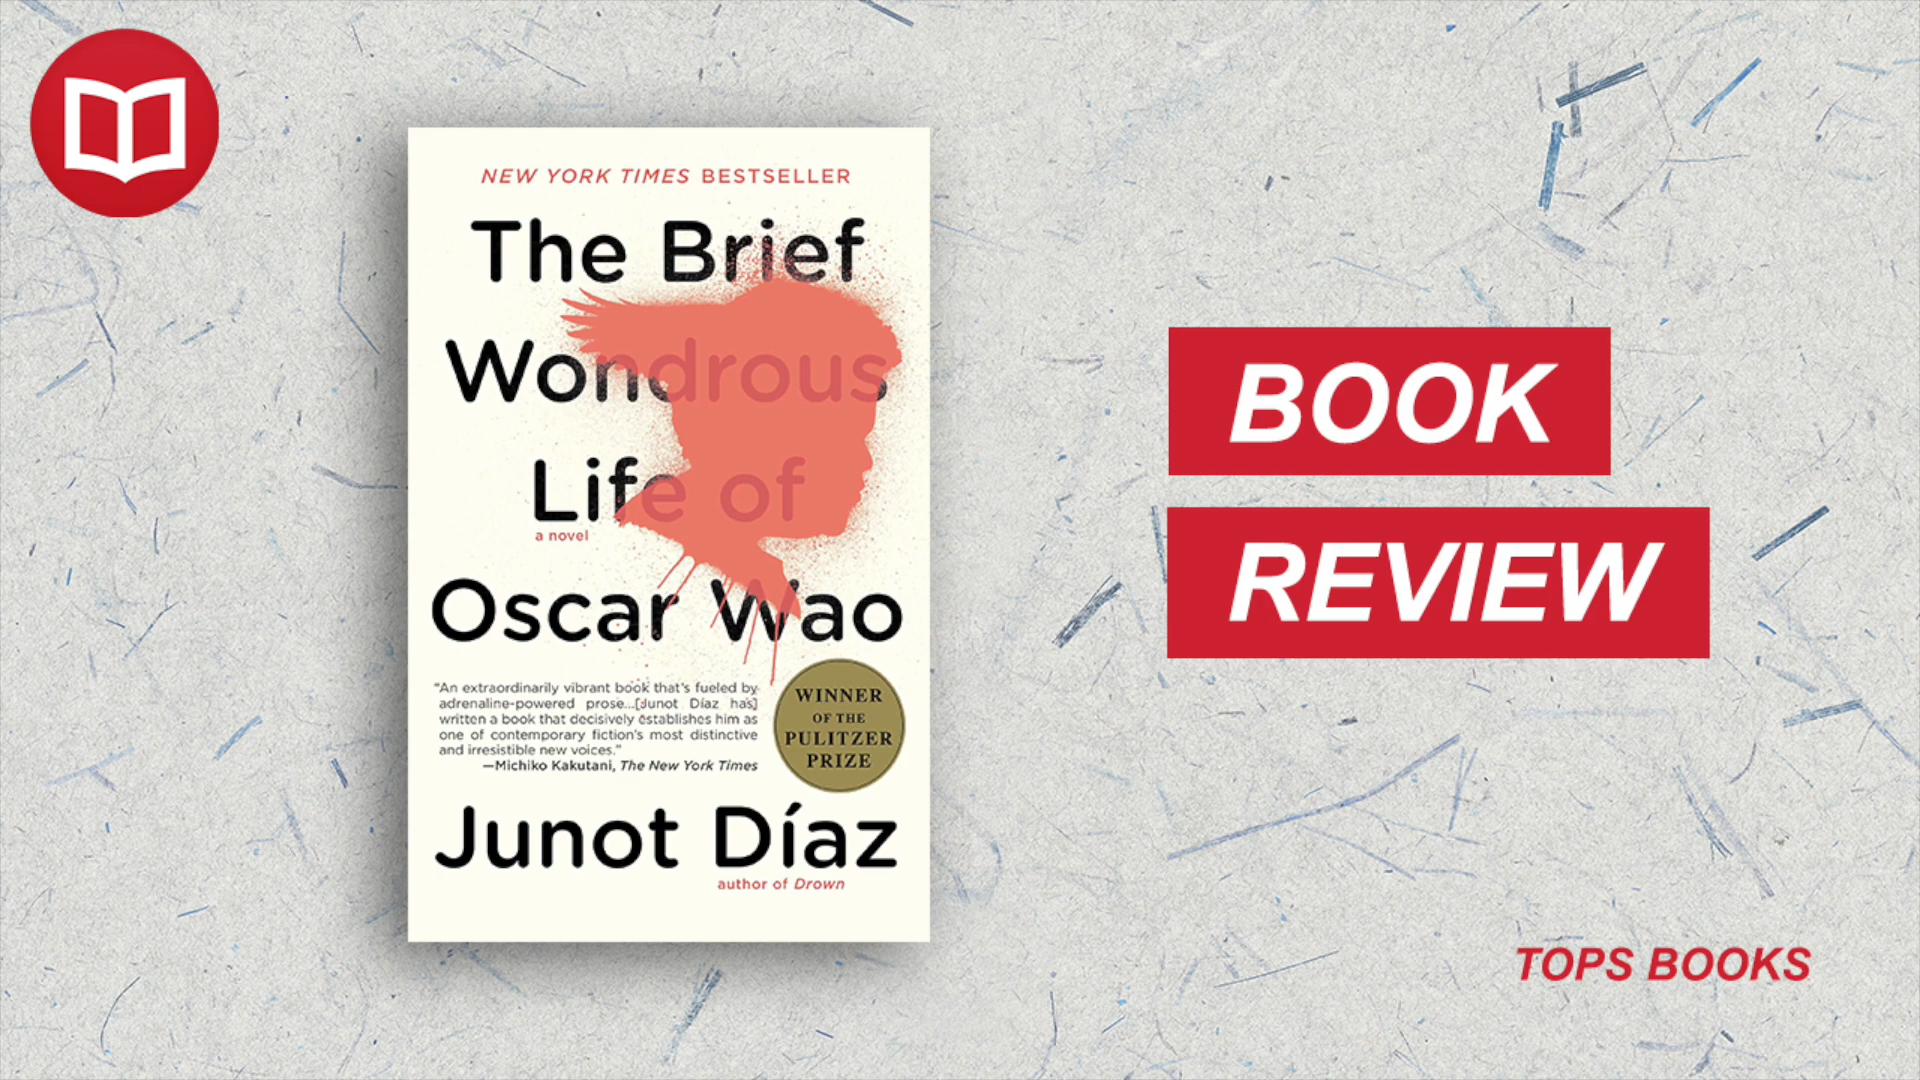 NEW YORK TIMES BESTSELLER
The Brief
Wondrous
Life of
a novel
Oscar Wao
“An extraordinarily vibrant book that’s fueled by
adrenaline-powered prose...[Junot Díaz has]
written a book that decisively establishes him as
one of contemporary fiction’s most distinctive
and irresistible new voices.”
—Michiko Kakutani, The New York Times
WINNER
OF THE
PULITZER
PRIZE
Junot Díaz
author of Drown
BOOK
REVIEW
TOPS BOOKS